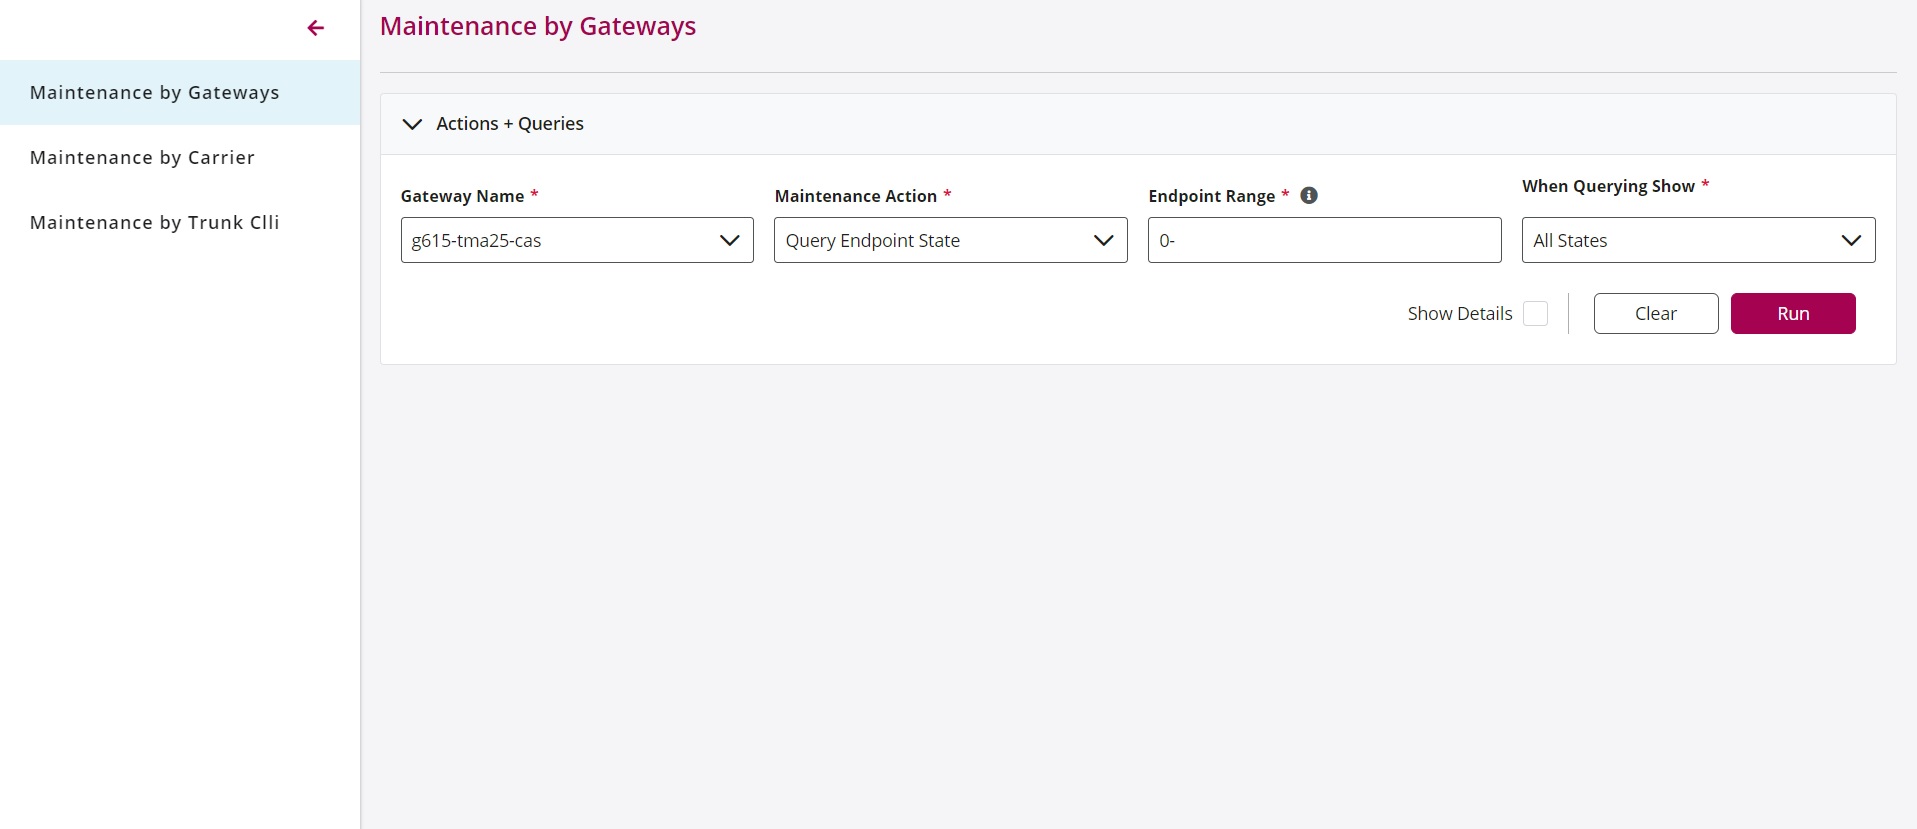 Maintenance by Gateways
Maintenance by Carrier
Maintenance by Trunk Clli
Maintenance by Gateways
Actions + Queries
Gateway Name *
g615-tma25-cas
Maintenance Action *
Query Endpoint State
Endpoint Range *
0-
When Querying Show *
All States
Show Details
Clear
Run